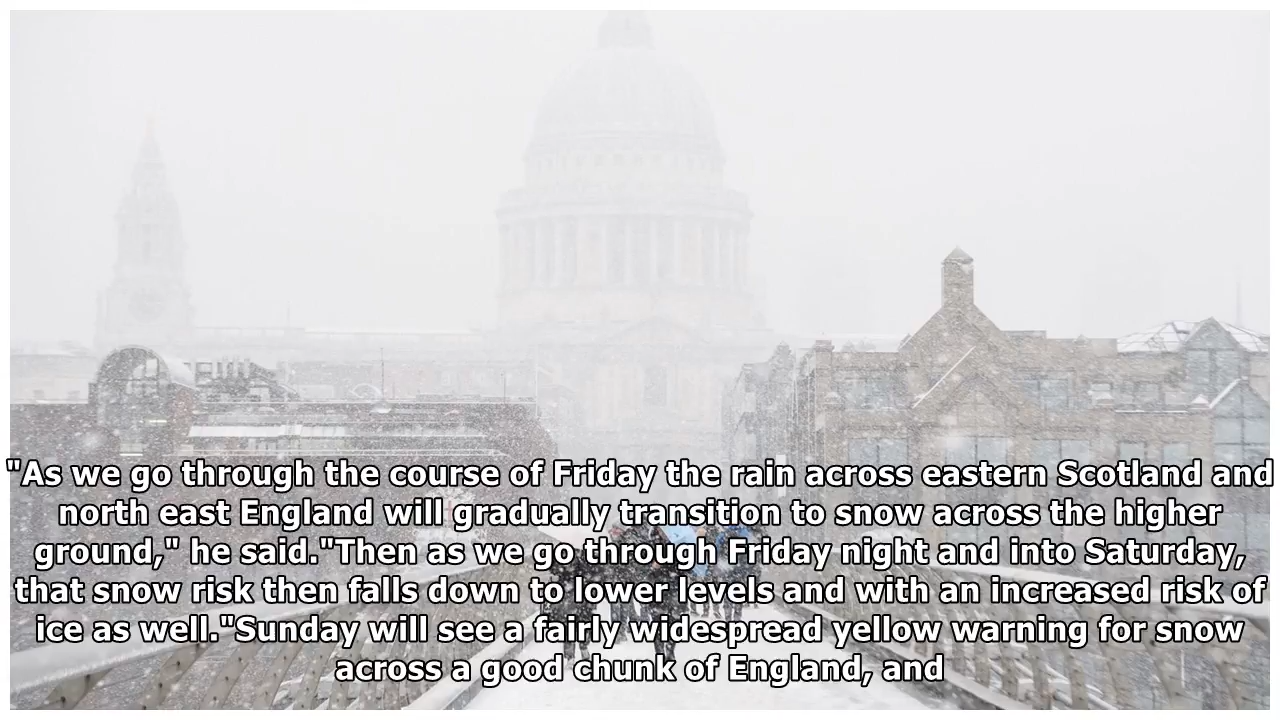 "As we go through the course of Friday the rain across eastern Scotland and
north east England will gradually transition to snow across the higher
ground," he said."Then as we go through Friday night and into Saturday,
that snow risk then falls down to lower levels and with an increased risk of
ice as well."Sunday will see a fairly widespread yellow warning for snow
across a good chunk of England, and